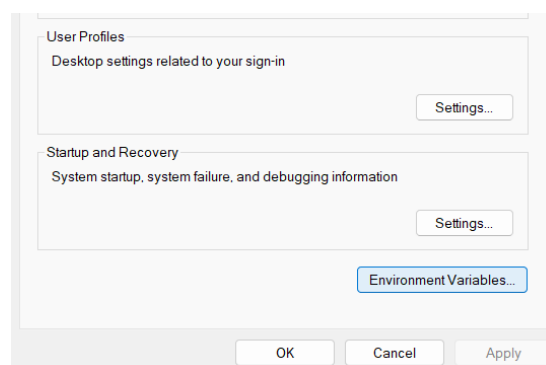 User Profiles
Desktop settings related to your sign-in
Settings...
Startup and Recovery
System startup, system failure, and debugging information
Settings...
Environment Variables...
OK
Cancel
Apply